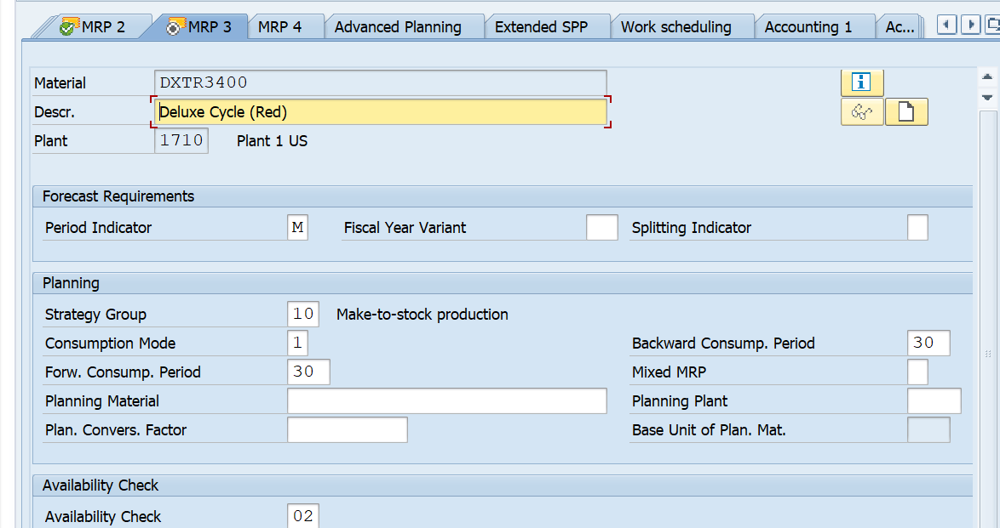 MRP 2 MRP 3 MRP 4 Advanced Planning Extended SPP Work scheduling Accounting 1 Ac...
Material DXTR3400
Descr. Deluxe Cycle (Red)
Plant 1710 Plant 1 US
Forecast Requirements
Period Indicator M Fiscal Year Variant Splitting Indicator
Planning
Strategy Group 10 Make-to-stock production
Consumption Mode 1 Backward Consump. Period 30
Forw. Consump. Period 30 Mixed MRP
Planning Material Planning Plant
Plan. Convers. Factor Base Unit of Plan. Mat.
Availability Check
Availability Check 02